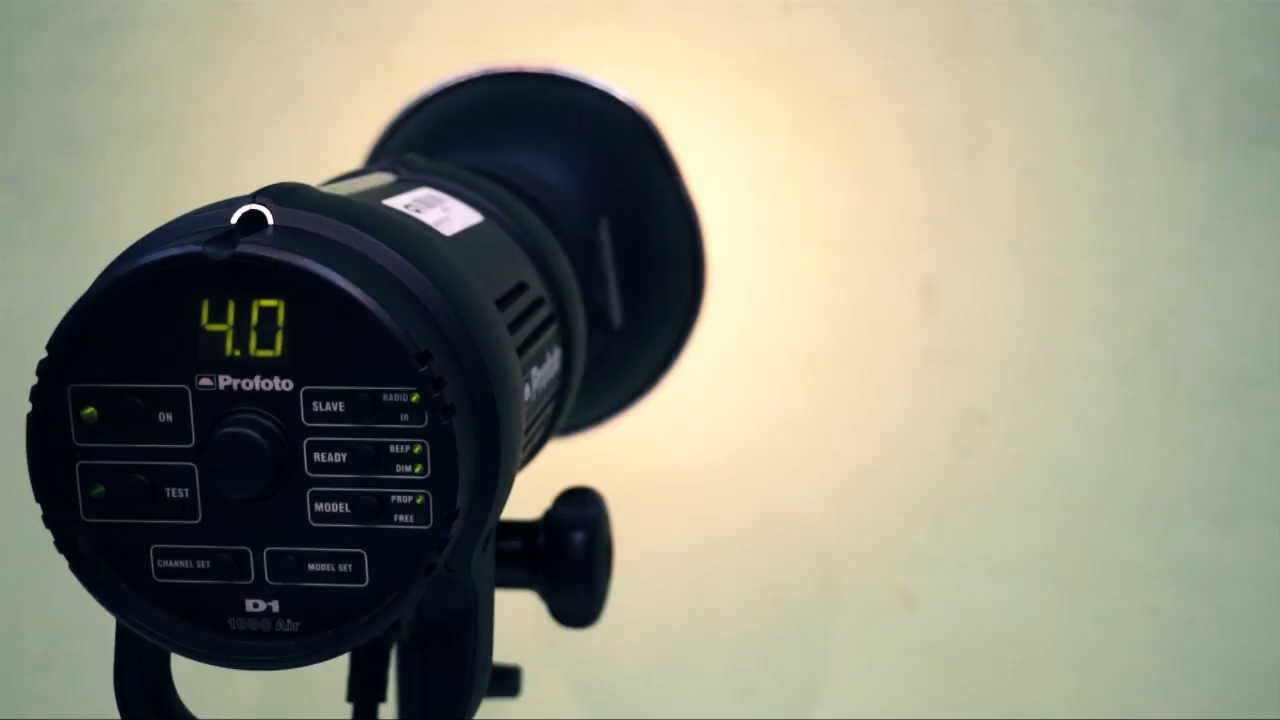 4.0
Profoto
ON
TEST
SLAVE RADIO IR
READY BEEP DIM
MODEL PROP FREE
CHANNEL SET
MODEL SET
D1
1000 Air
Profoto